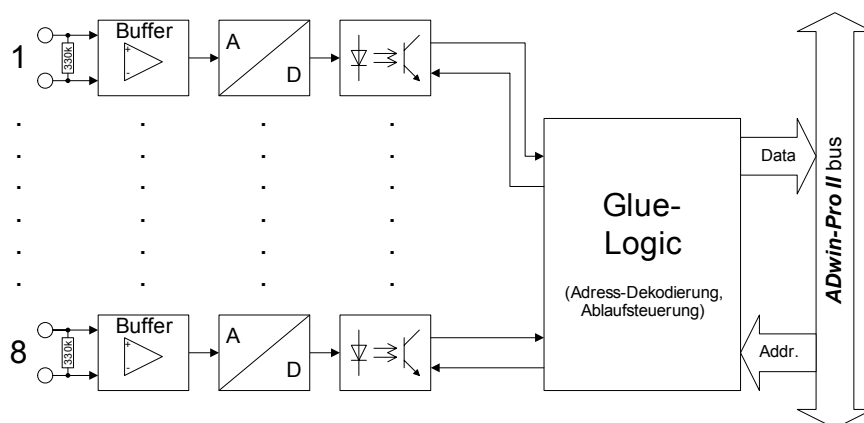 Buffer
1
330k
+
-
A
D
Data
ADwin-Pro II bus
Glue-
Logic
(Adress-Dekodierung,
Ablaufsteuerung)
Buffer
8
330k
+
-
A
D
Addr.